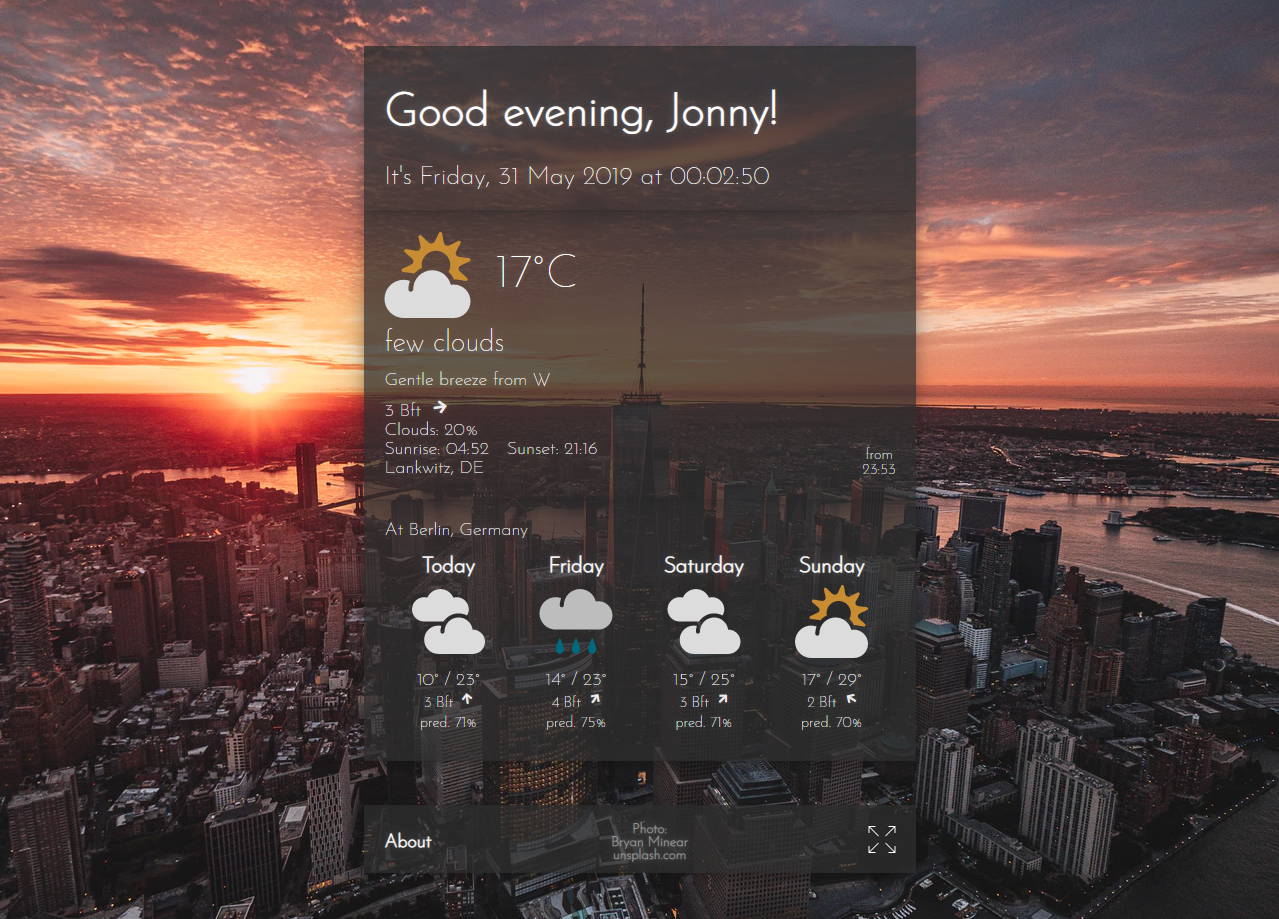 Good evening, Jonny!
It's Friday, 31 May 2019 at 00:02:50
17°C
few clouds
Gentle breeze from W
3 Bft
Clouds: 20%
Sunrise: 04:52 Sunset: 21:16
Lankwitz, DE
from
23:53
At Berlin, Germany
Today Friday Saturday Sunday
10° / 23° 14° / 23° 15° / 25° 17° / 29°
3 Bft 4 Bft 3 Bft 2 Bft
pred. 71% pred. 75% pred. 71% pred. 70%
About
Photo:
Bryan Minear
unsplash.com